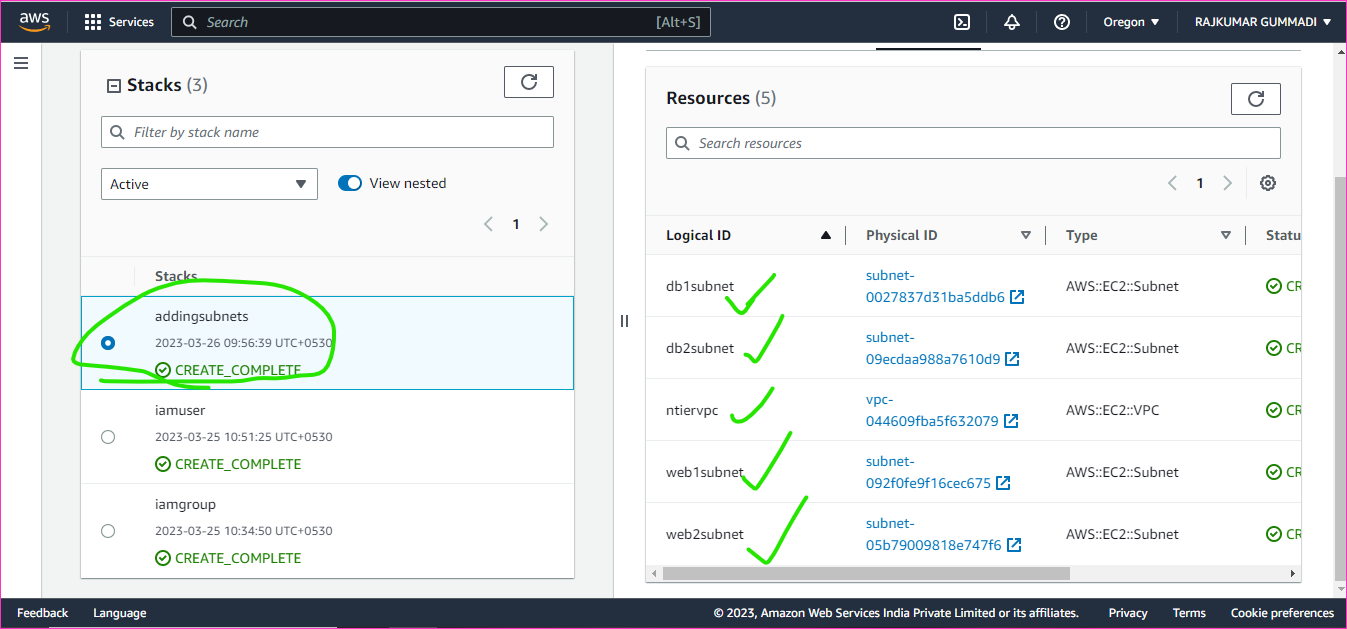 aws
Services
Search
[Alt+S]
Oregon
RAJKUMAR GUMMADI
Stacks (3)
Filter by stack name
Active
View nested
1
Stacks
addingsubnets
2023-03-26 09:56:39 UTC+0530
CREATE_COMPLETE
iamuser
2023-03-25 10:51:25 UTC+0530
CREATE_COMPLETE
iamgroup
2023-03-25 10:34:50 UTC+0530
CREATE_COMPLETE
Resources (5)
Search resources
1
Logical ID Physical ID Type Statu
db1subnet subnet-
0027837d31ba5ddb6 AWS::EC2::Subnet CR
db2subnet subnet-
09ecdaa988a7610d9 AWS::EC2::Subnet CR
ntiervpc vpc-
044609fba5f632079 AWS::EC2::VPC CR
web1subnet subnet-
092f0fe9f16cec675 AWS::EC2::Subnet CR
web2subnet subnet-
05b79009818e747f6 AWS::EC2::Subnet CR
Feedback Language © 2023, Amazon Web Services India Private Limited or its affiliates. Privacy Terms Cookie preferences